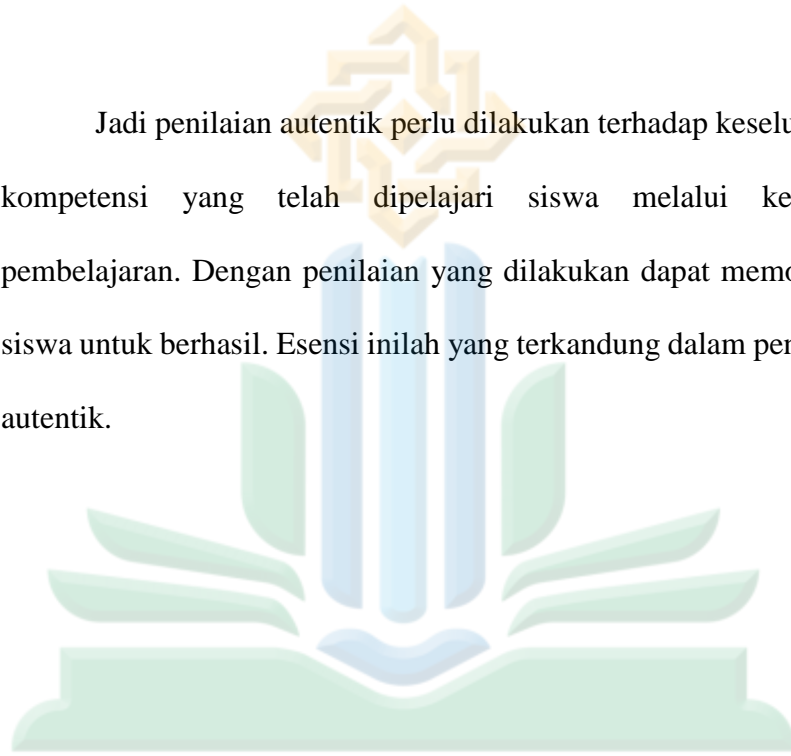 Jadi penilaian autentik perlu dilakukan terhadap keselu
kompetensi yang telah dipelajari siswa melalui ke
pembelajaran. Dengan penilaian yang dilakukan dapat memo
siswa untuk berhasil. Esensi inilah yang terkandung dalam pen
autentik.